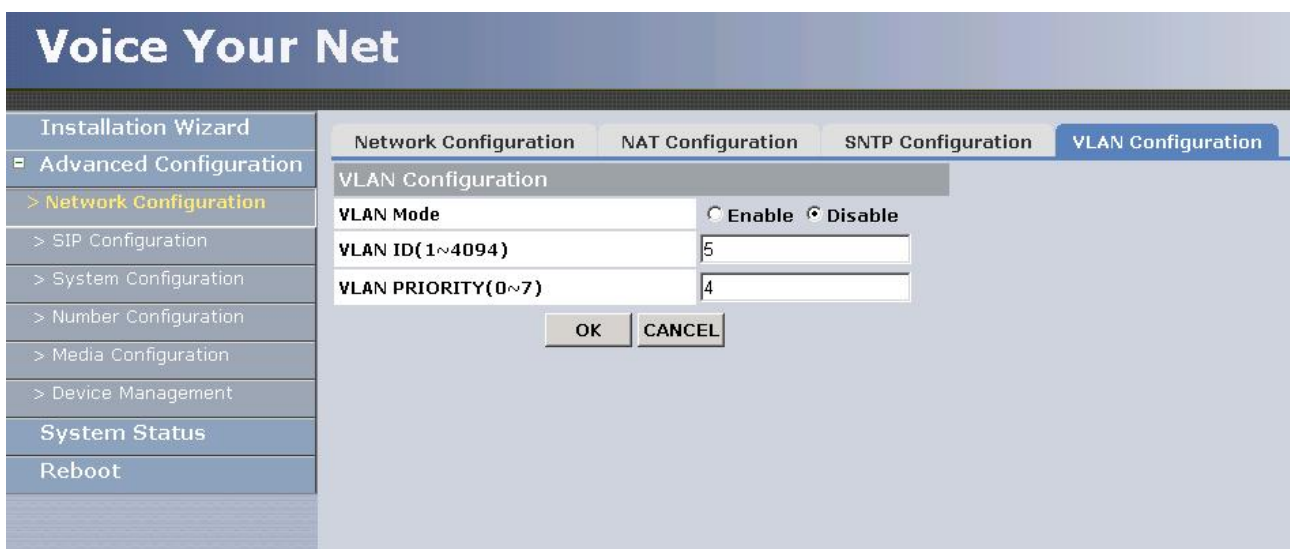 Voice Your Net
Installation Wizard
Advanced Configuration
> Network Configuration
> SIP Configuration
> System Configuration
> Number Configuration
> Media Configuration
> Device Management
System Status
Reboot
Network Configuration NAT Configuration SNTP Configuration VLAN Configuration
VLAN Configuration
VLAN Mode Enable Disable
VLAN ID(1~4094) 5
VLAN PRIORITY(0~7) 4
OK CANCEL